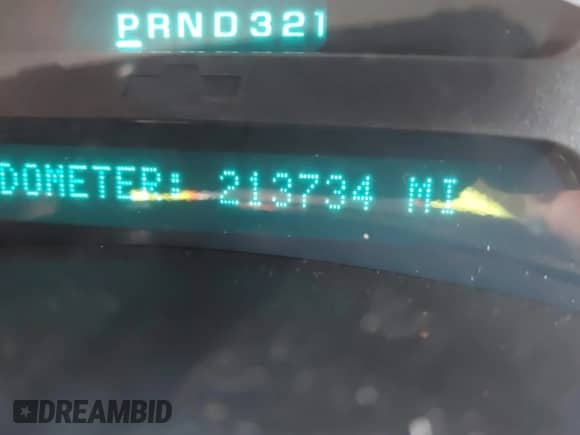 PRND321
DOMETER: 213734 MI
DREAMBID